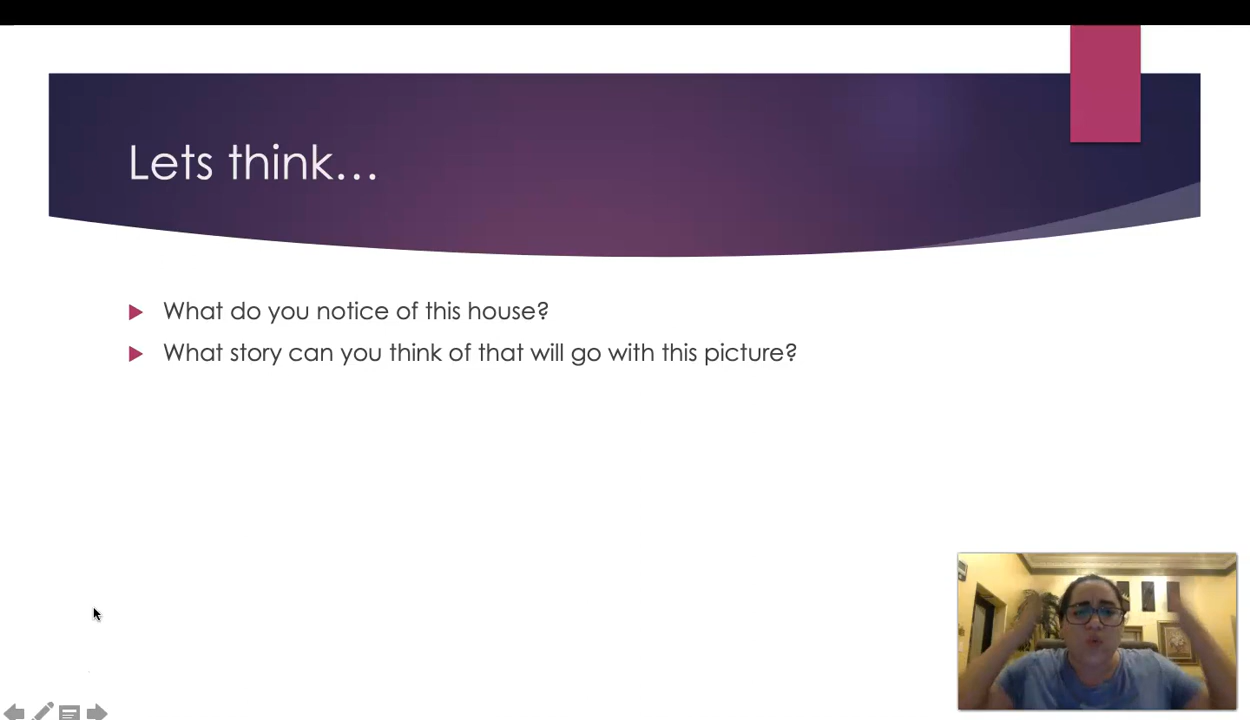 Lets think…
What do you notice of this house?
What story can you think of that will go with this picture?